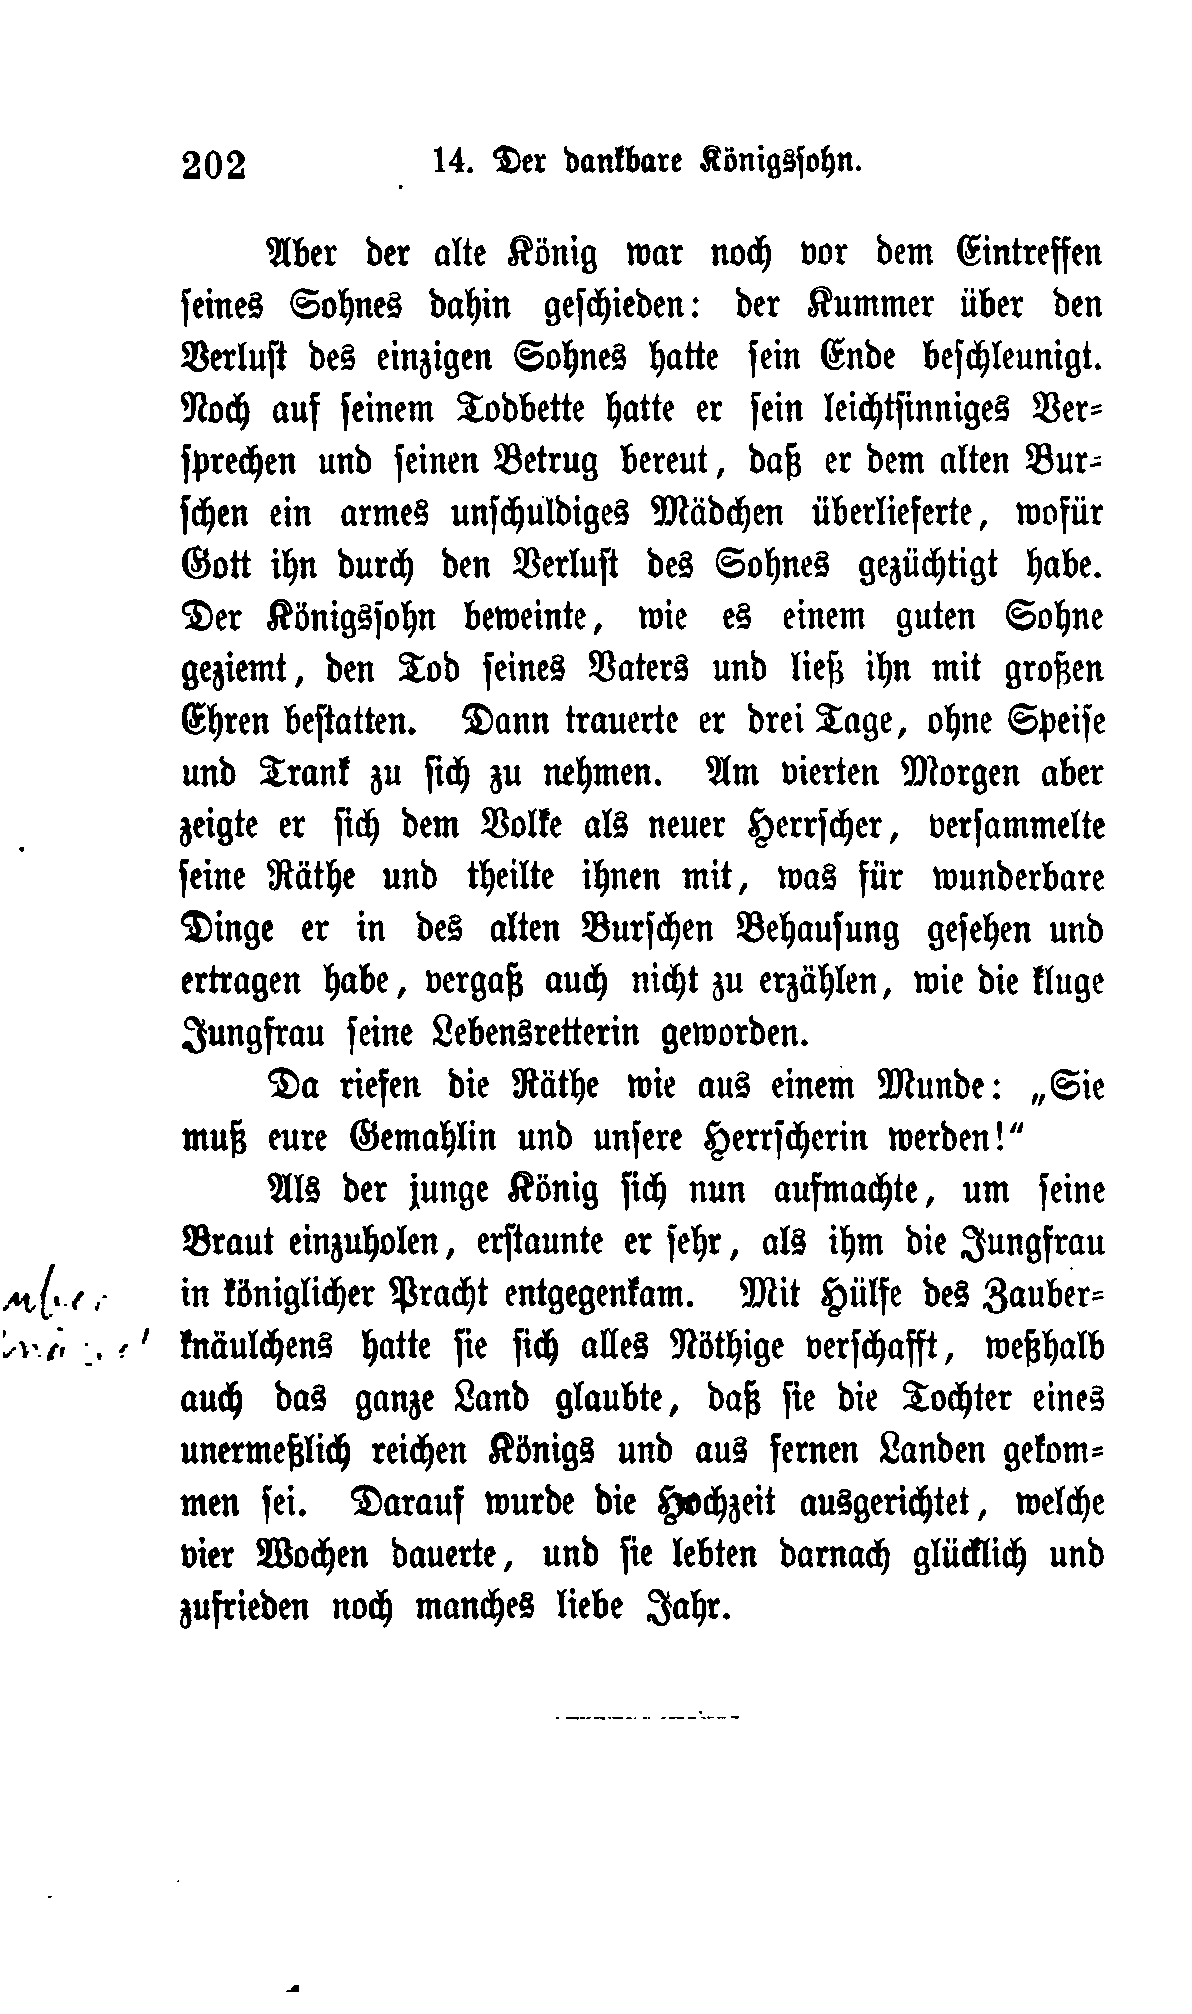 202 14. Der dankbare Königssohn.
Aber der alte König war noch vor dem Eintreffen
seines Sohnes dahin geschieden: der Kummer über den
Verlust des einzigen Sohnes hatte sein Ende beschleunigt.
Noch auf seinem Todbette hatte er sein leichtsinniges Ver-
sprechen und seinen Betrug bereut, daß er dem alten Bur-
schen ein armes unschuldiges Mädchen überlieferte, wofür
Gott ihn durch den Verlust des Sohnes gezüchtigt habe.
Der Königssohn beweinte, wie es einem guten Sohne
geziemt, den Tod seines Vaters und ließ ihn mit großen
Ehren bestatten. Dann trauerte er drei Tage, ohne Speise
und Trank zu sich zu nehmen. Am vierten Morgen aber
zeigte er sich dem Volke als neuer Herrscher, versammelte
seine Räthe und theilte ihnen mit, was für wunderbare
Dinge er in des alten Burschen Behausung gesehen und
ertragen habe, vergaß auch nicht zu erzählen, wie die kluge
Jungfrau seine Lebensretterin geworden.
Da riefen die Räthe wie aus einem Munde: „Sie
muß eure Gemahlin und unsere Herrscherin werden!“
Als der junge König sich nun aufmachte, um seine
Braut einzuholen, erstaunte er sehr, als ihm die Jungfrau
in königlicher Pracht entgegenkam. Mit Hülfe des Zauber-
knäulchens hatte sie sich alles Nöthige verschafft, weßhalb
auch das ganze Land glaubte, daß sie die Tochter eines
unermeßlich reichen Königs und aus fernen Landen gekom-
men sei. Darauf wurde die Hochzeit ausgerichtet, welche
vier Wochen dauerte, und sie lebten darnach glücklich und
zufrieden noch manches liebe Jahr.